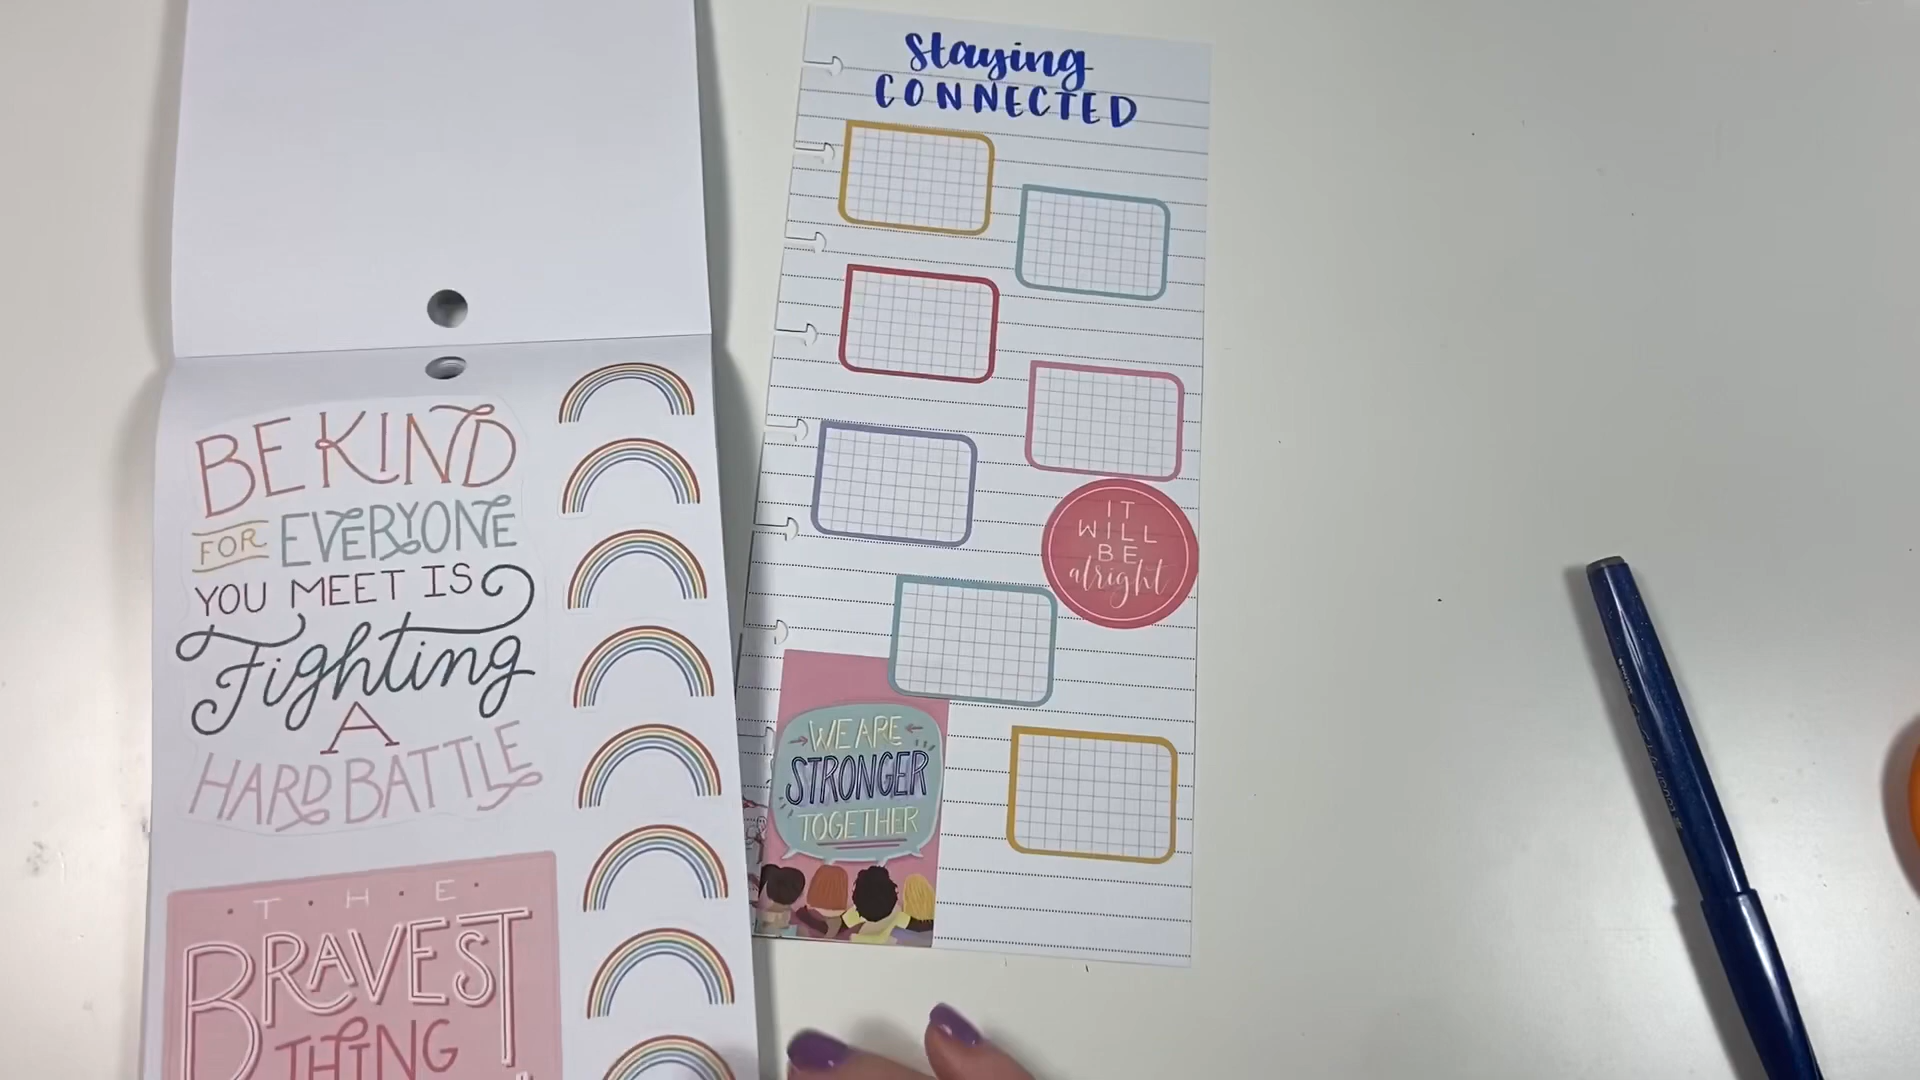 BE KIND
FOR EVERYONE
YOU MEET IS
Fighting
A
HARD BATTLE
THE
BRAVEST
THING
Staying
CONNECTED
IT
WILL
BE
alright
WE ARE
STRONGER
TOGETHER